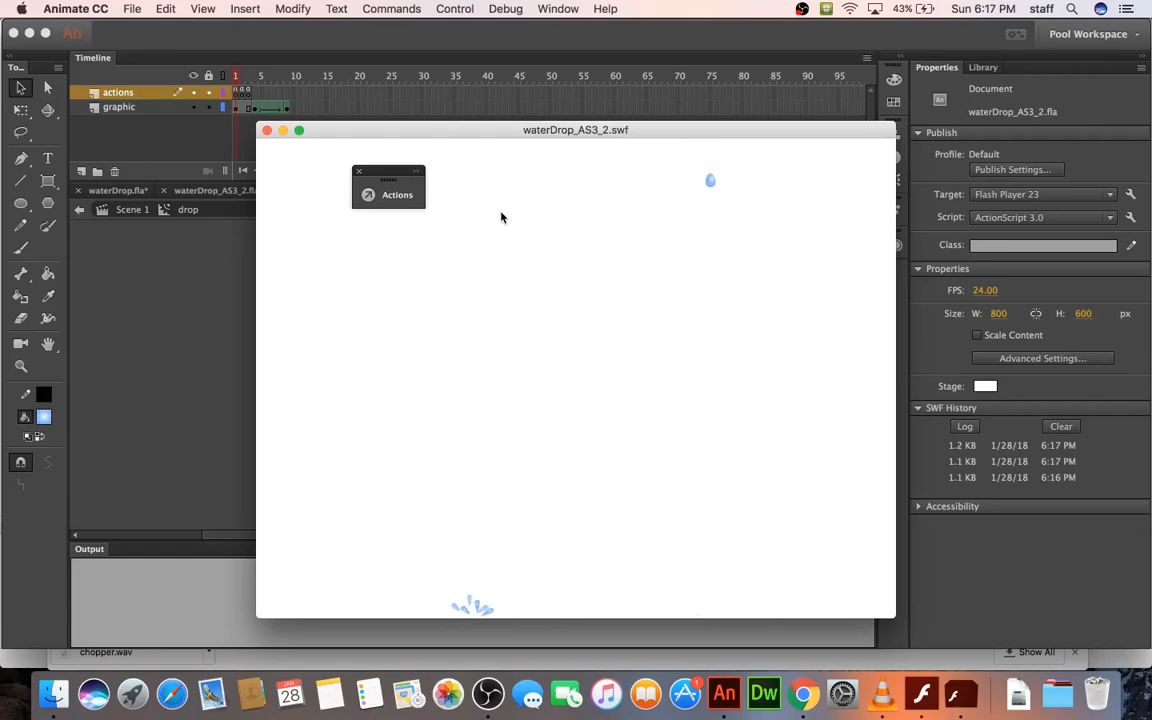 Animate CC File Edit View Insert Modify Text Commands Control Debug Window Help 43% Sun 6:17 PM staff
An Pool Workspace
Timeline
1 5 10 15 20 25 30 35 40 45 50 55 60 65 70 75 80 85 90 95
actions
graphic
To...
waterDrop.fla* waterDrop_AS3_2.fl
Scene 1 drop
waterDrop_AS3_2.swf
Actions
Output
Properties Library
Document
waterDrop_AS3_2.fla
Publish
Profile: Default
Publish Settings...
Target: Flash Player 23
Script: ActionScript 3.0
Class:
Properties
FPS: 24.00
Size: W: 800 H: 600 px
Scale Content
Advanced Settings...
Stage:
SWF History
Log Clear
1.2 KB 1/28/18 6:17 PM
1.1 KB 1/28/18 6:17 PM
1.1 KB 1/28/18 6:16 PM
Accessibility
chopper.wav Show All
JAN 28 1 An Dw